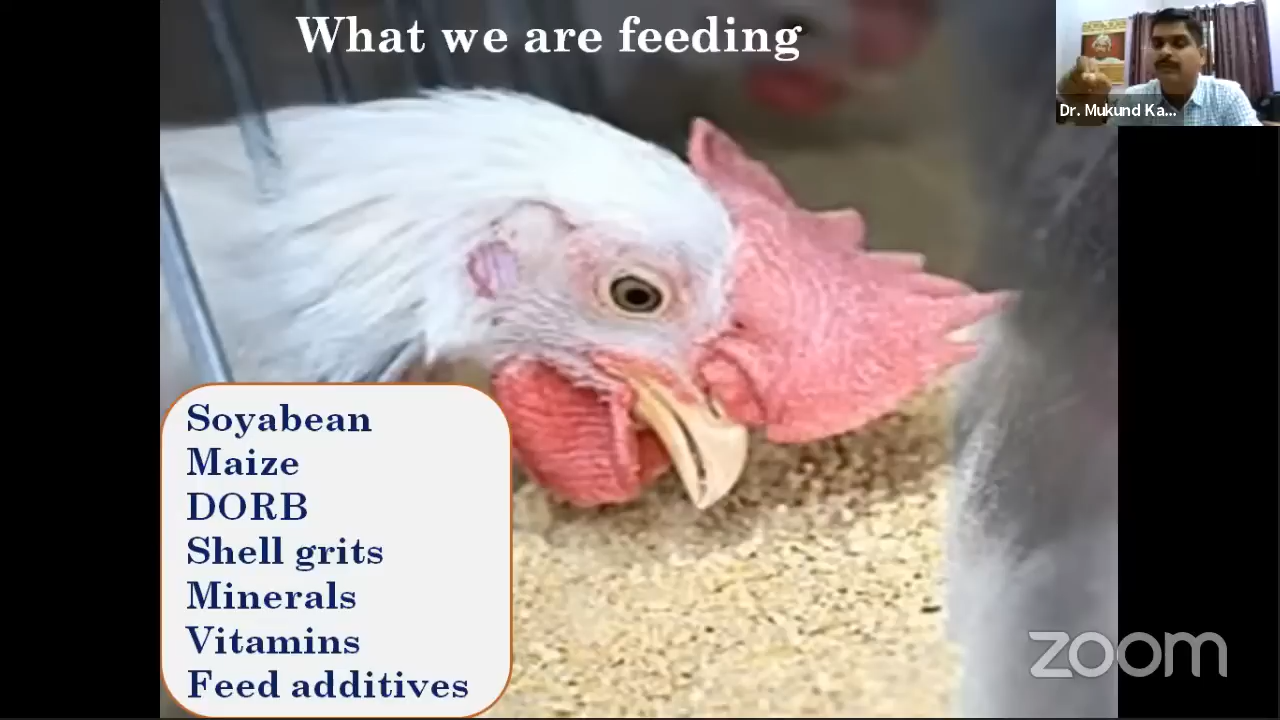 What we are feeding
Dr. Mukund Ka...
Soyabean
Maize
DORB
Shell grits
Minerals
Vitamins
Feed additives
zoom